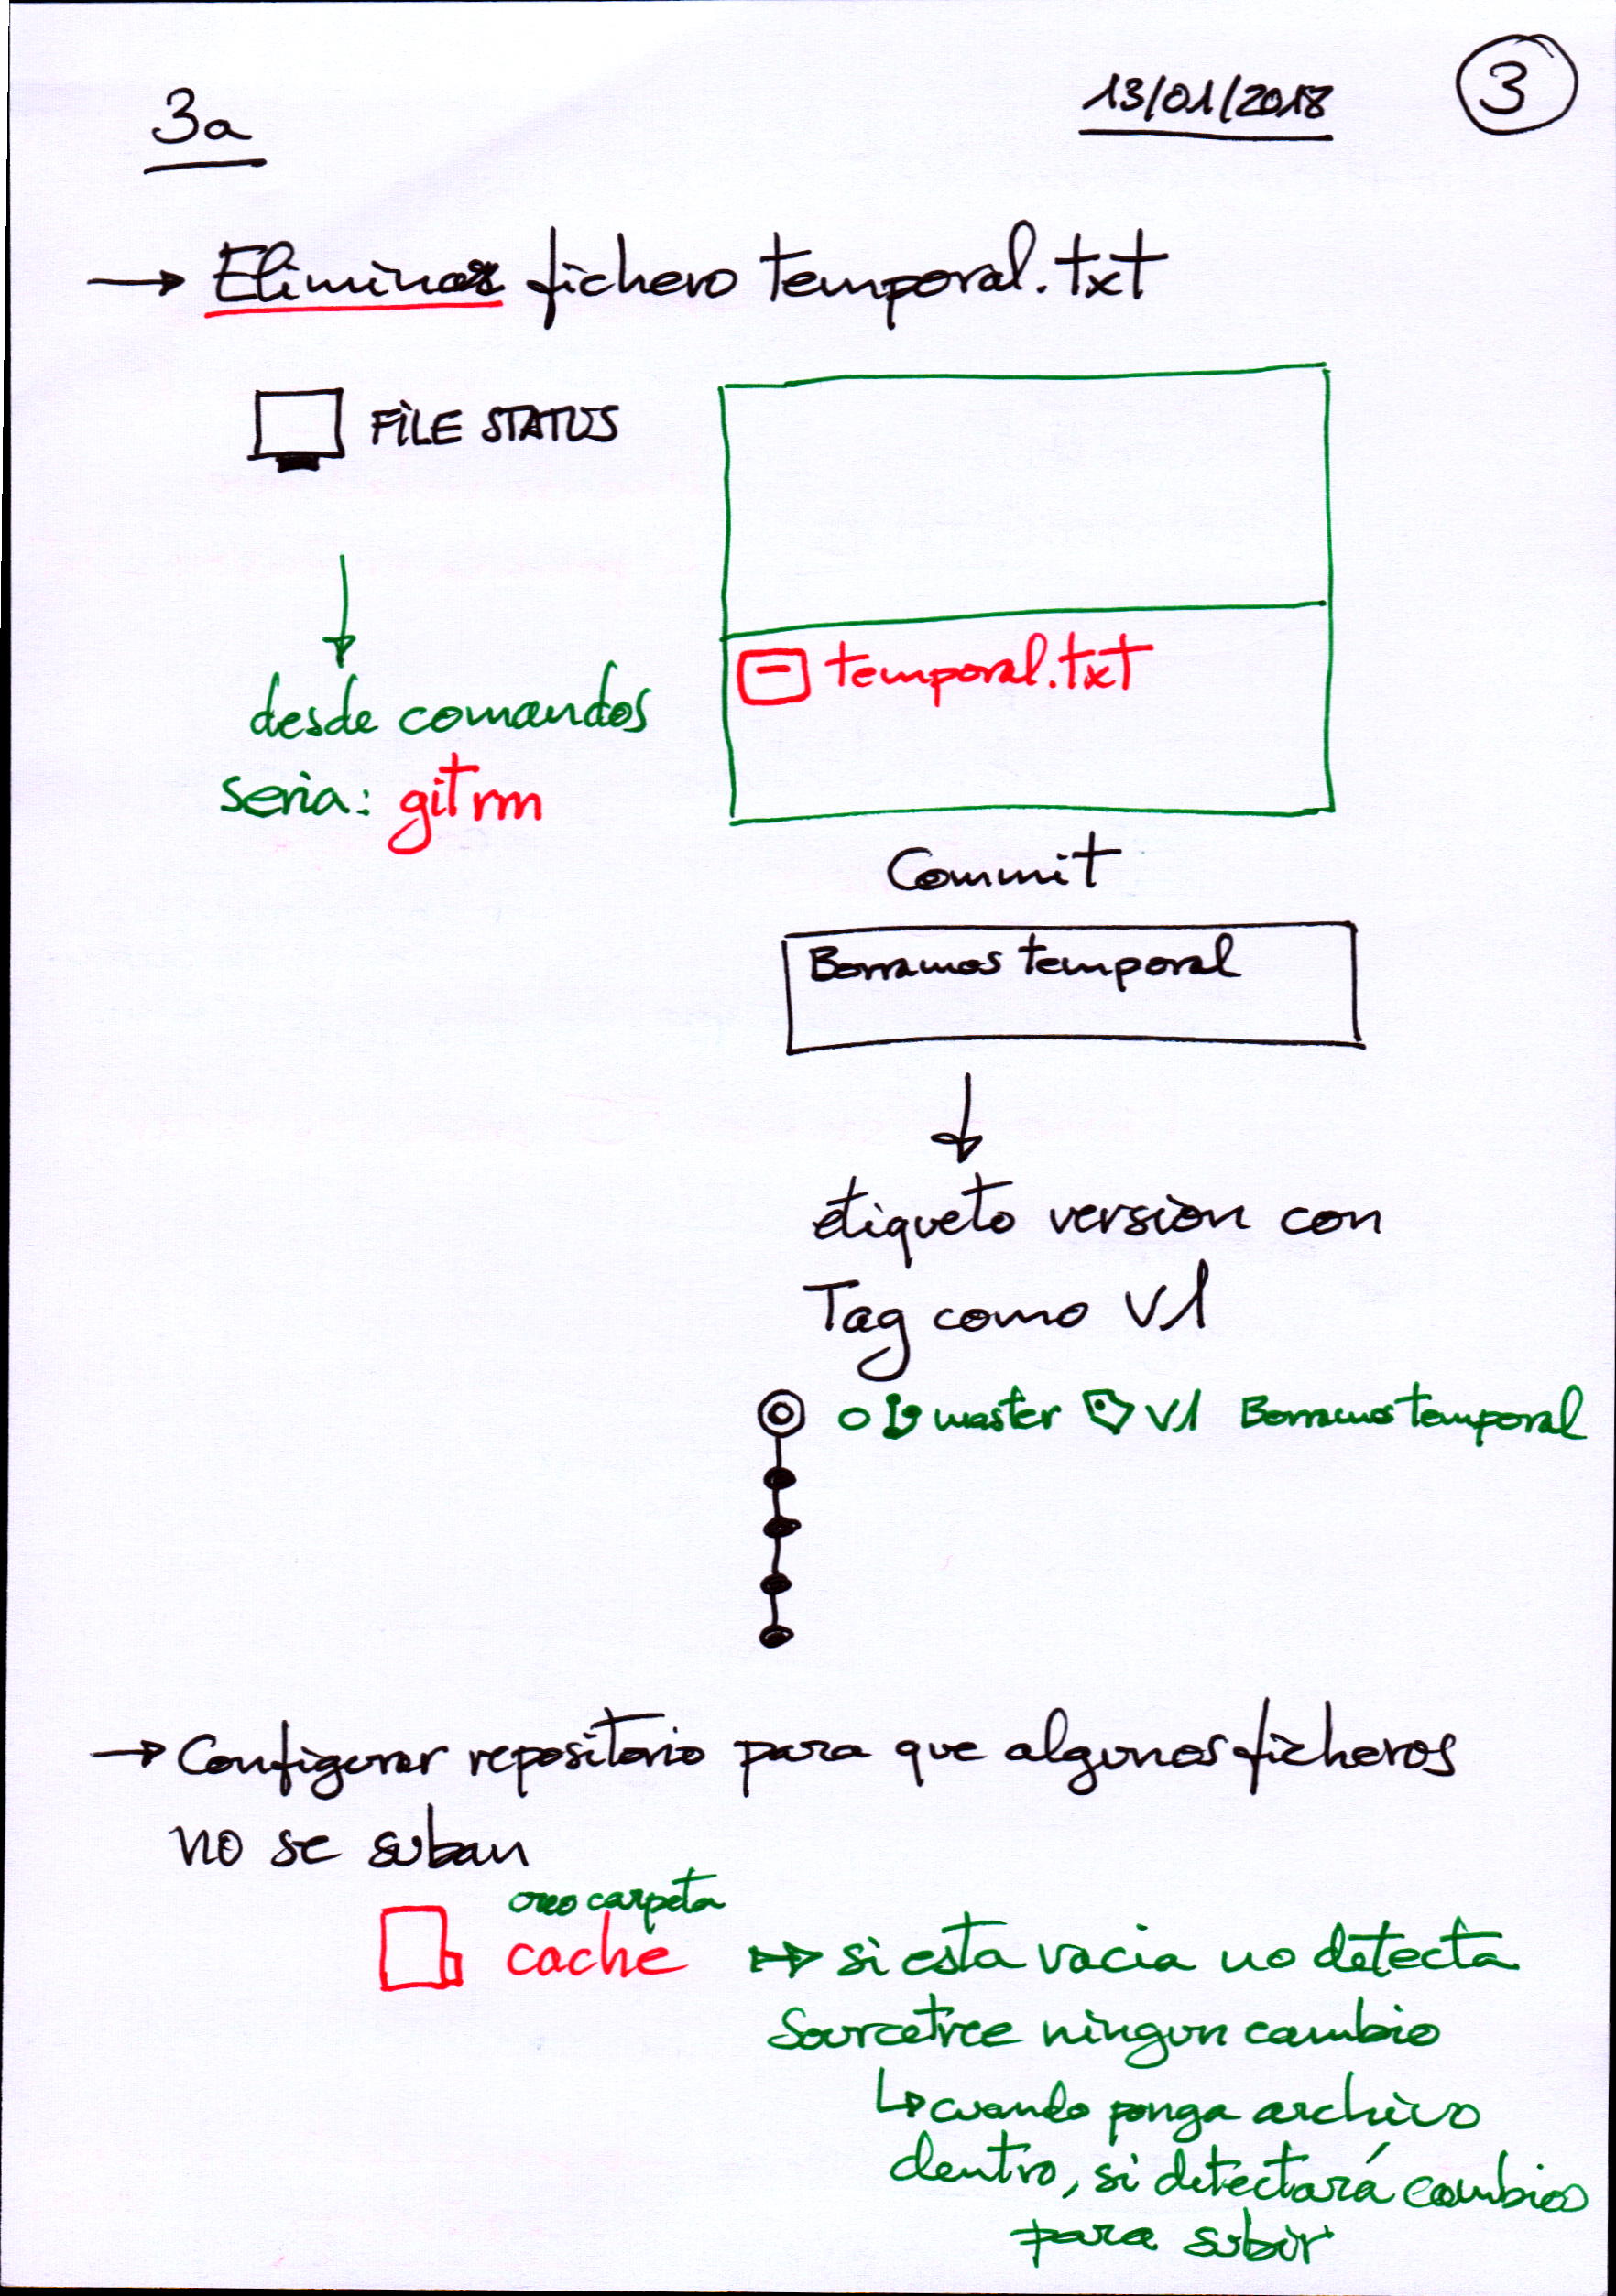 3a
13/01/2018
3
→ Eliminar fichero temporal.txt
FILE STATUS
temporal.txt
desde comandos
seria: git rm
Commit
Borramos temporal
etiqueto version con
Tag como V1
master V1 Borramos temporal
→ Configurar repositorio para que algunos ficheros
no se suban
creo carpeta
cache → si esta vacia no detecta
Sourcetree ningun cambio
↳ cuando ponga archivo
dentro, si detectará cambios
para subir